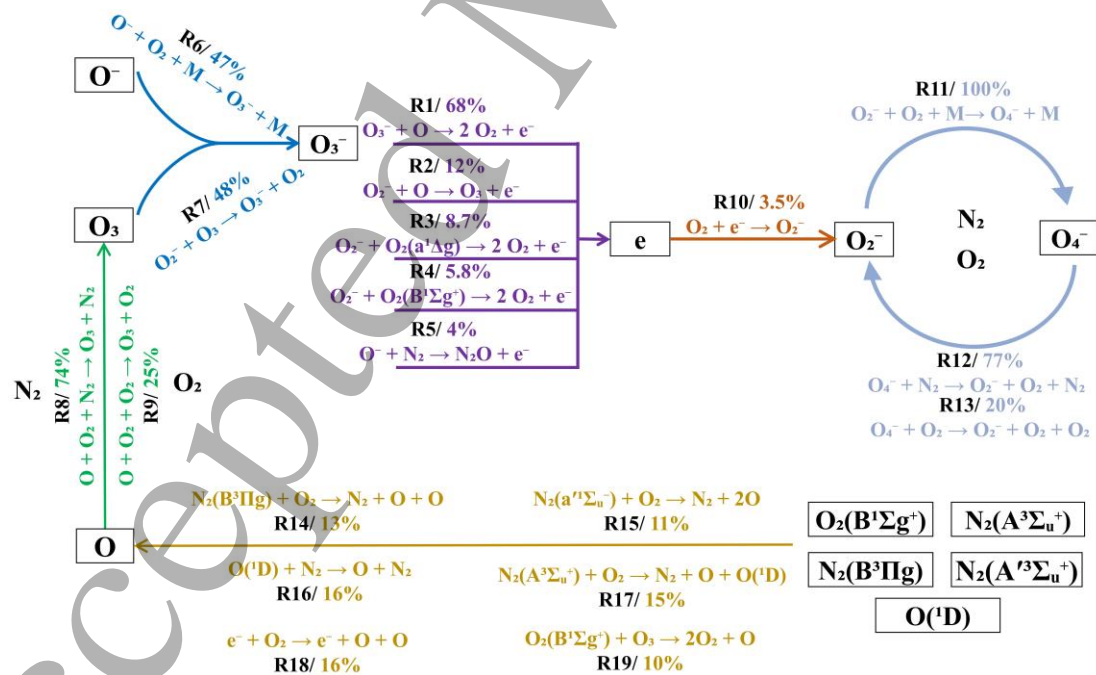 R6/ 47%
O⁻ + O₂ + M → O₃⁻ + M
O⁻
O₃⁻
R7/ 48%
O₂⁻ + O₃ → O₃⁻ + O₂
O₃
R1/ 68%
O₃⁻ + O → 2 O₂ + e⁻
R2/ 12%
O₂⁻ + O → O₃ + e⁻
R3/ 8.7%
O₂⁻ + O₂(a¹Δg) → 2 O₂ + e⁻
R4/ 5.8%
O₂⁻ + O₂(B¹Σg⁺) → 2 O₂ + e⁻
R5/ 4%
O⁻ + N₂ → N₂O + e⁻
e
R10/ 3.5%
O₂ + e⁻ → O₂⁻
O₂⁻
R11/ 100%
O₂⁻ + O₂ + M→ O₄⁻ + M
N₂
O₂
O₄⁻
R12/ 77%
O₄⁻ + N₂ → O₂⁻ + O₂ + N₂
R13/ 20%
O₄⁻ + O₂ → O₂⁻ + O₂ + O₂
N₂
R8/ 74%
O + O₂ + N₂ → O₃ + N₂
O + O₂ + O₂ → O₃ + O₂
R9/ 25%
O₂
O
N₂(B³Πg) + O₂ → N₂ + O + O
R14/ 13%
N₂(a′¹Σᵤ⁻) + O₂ → N₂ + 2O
R15/ 11%
O(¹D) + N₂ → O + N₂
R16/ 16%
N₂(A³Σᵤ⁺) + O₂ → N₂ + O + O(¹D)
R17/ 15%
e⁻ + O₂ → e⁻ + O + O
R18/ 16%
O₂(B¹Σg⁺) + O₃ → 2O₂ + O
R19/ 10%
O₂(B¹Σg⁺)
N₂(A³Σᵤ⁺)
N₂(B³Πg)
N₂(A′³Σᵤ⁺)
O(¹D)